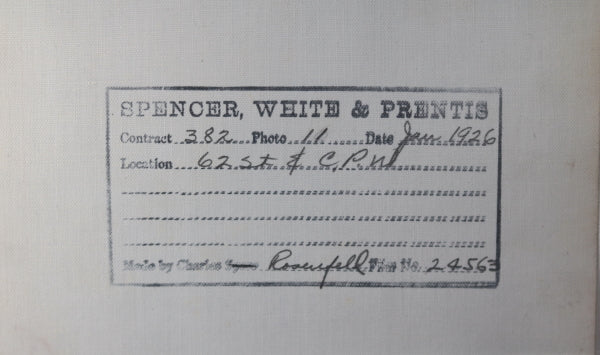 SPENCER, WHITE & PRENTIS
Contract 382 Photo 11 Date Jan 1926
Location 62 St & C.P.W
Made by Charles Rosenfeld Film No. 24563